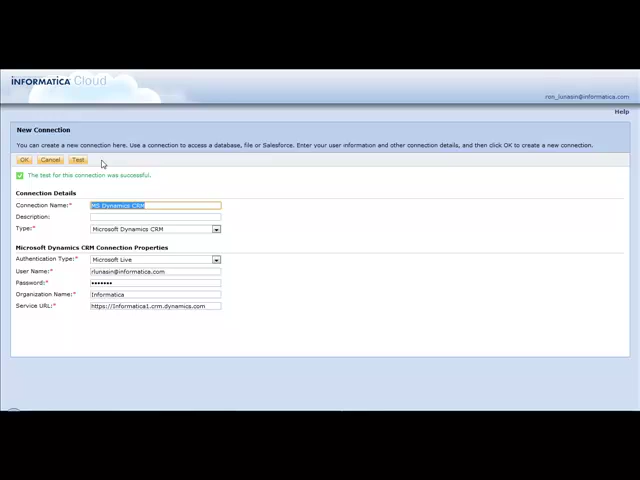 INFORMATICA Cloud
ron_lunasin@informatica.com
Help
New Connection
You can create a new connection here. Use a connection to access a database, file or Salesforce. Enter your user information and other connection details, and then click OK to create a new connection.
OK Cancel Test
The test for this connection was successful.
Connection Details
Connection Name:* MS Dynamics CRM
Description:
Type:* Microsoft Dynamics CRM
Microsoft Dynamics CRM Connection Properties
Authentication Type:* Microsoft Live
User Name:* rlunasin@informatica.com
Password:* •••••••
Organization Name:* Informatica
Service URL:* https://Informatica1.crm.dynamics.com